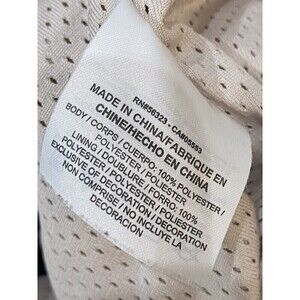 RN#56323 - CA#05553
MADE IN CHINA/FABRIQUE EN
CHINE/HECHO EN CHINA
BODY / CORPS / CUERPO: 100% POLYESTER /
POLYESTER / POLIÉSTER
LINING / DOUBLURE / FORRO: 100%
POLYESTER / POLYESTER / POLIÉSTER
EXCLUSIVE OF DECORATION / DECORATION
NON COMPRISE / NO INCLUYE LA
DECORACIÓN